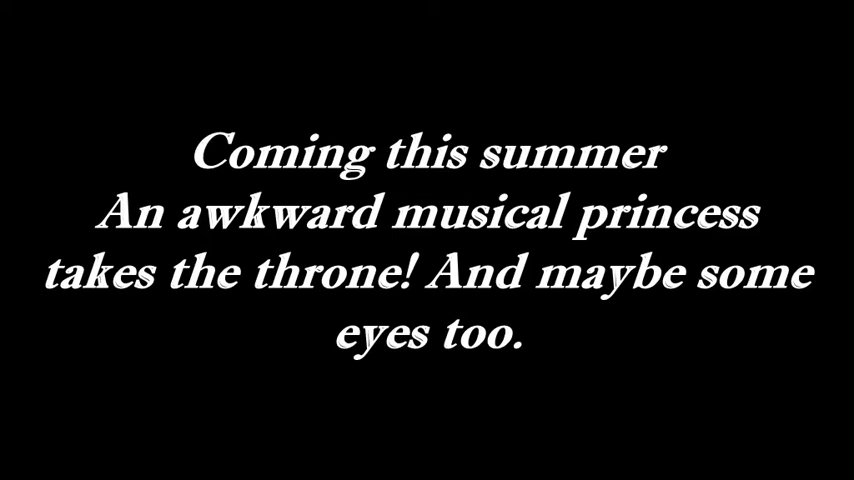 Coming this summer
An awkward musical princess
takes the throne! And maybe some
eyes too.